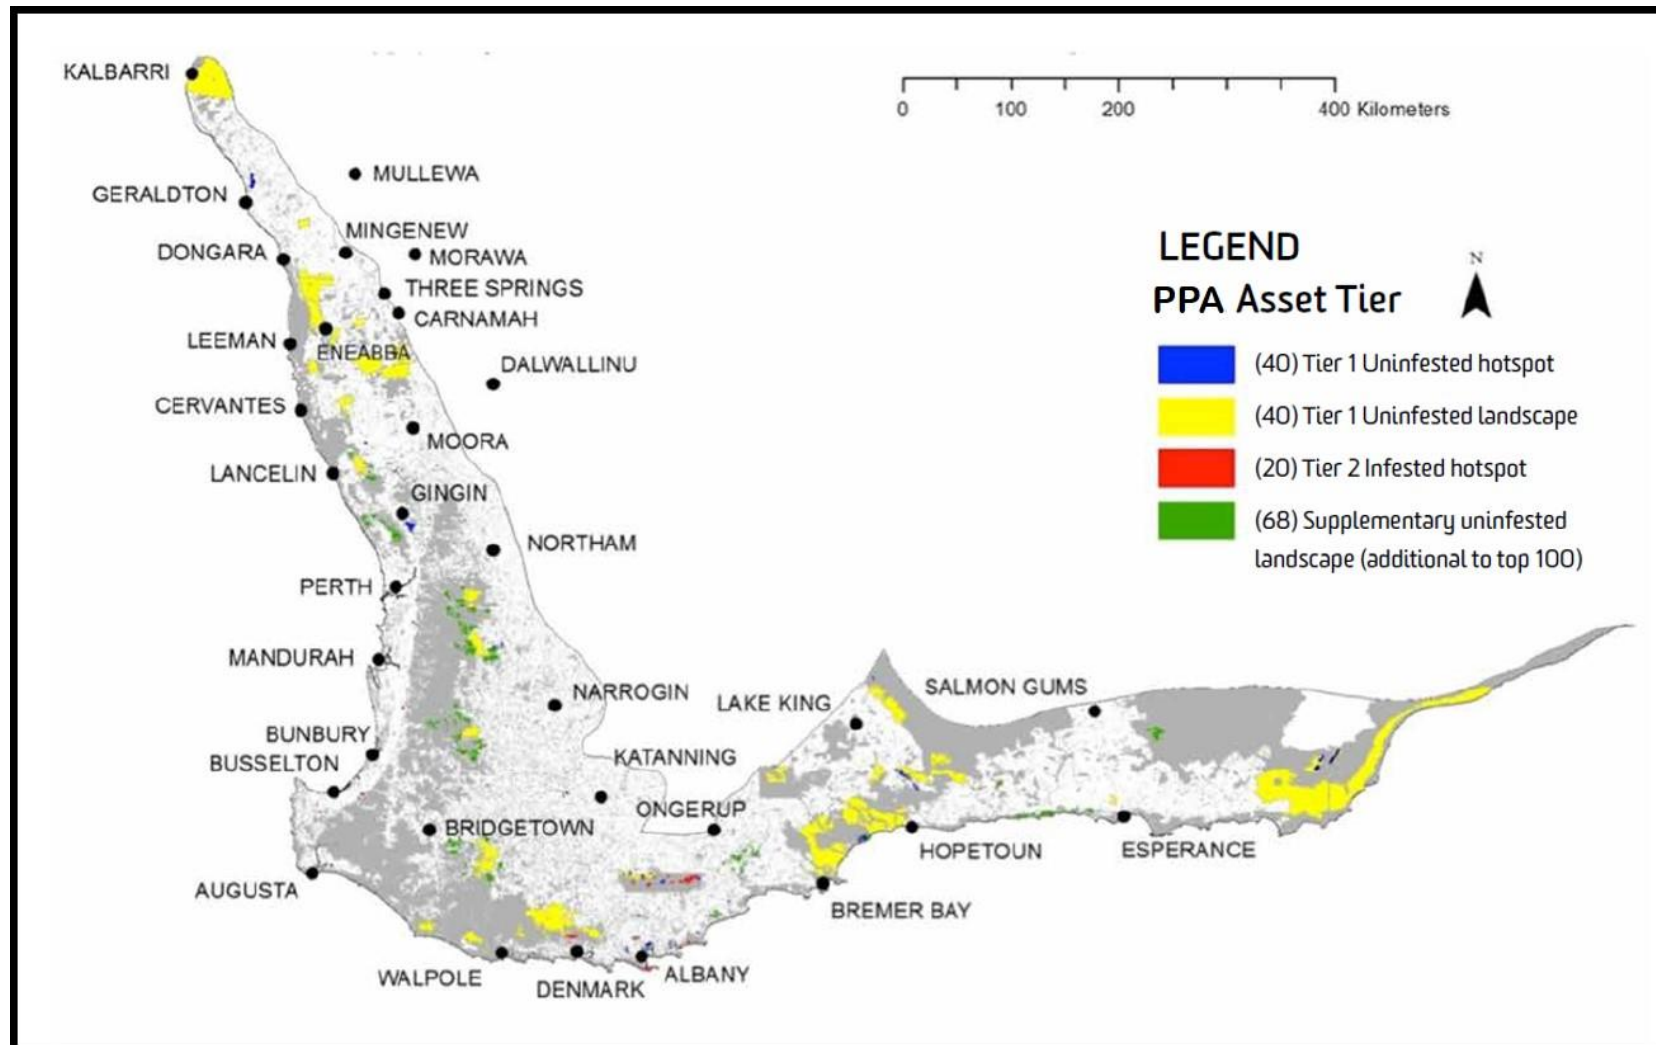 KALBARRI
0 100 200 400 Kilometers
MULLEWA
GERALDTON
MINGENEW
DONGARA
MORAWA
THREE SPRINGS
CARNAMAH
LEEMAN
ENEABBA
DALWALLINU
CERVANTES
MOORA
LANCELIN
GINGIN
NORTHAM
PERTH
MANDURAH
NARROGIN
LAKE KING
SALMON GUMS
BUNBURY
BUSSELTON
KATANNING
ONGERUP
BRIDGETOWN
HOPETOUN
ESPERANCE
AUGUSTA
BREMER BAY
WALPOLE
DENMARK
ALBANY
LEGEND
N
PPA Asset Tier
(40) Tier 1 Uninfested hotspot
(40) Tier 1 Uninfested landscape
(20) Tier 2 Infested hotspot
(68) Supplementary uninfested
landscape (additional to top 100)